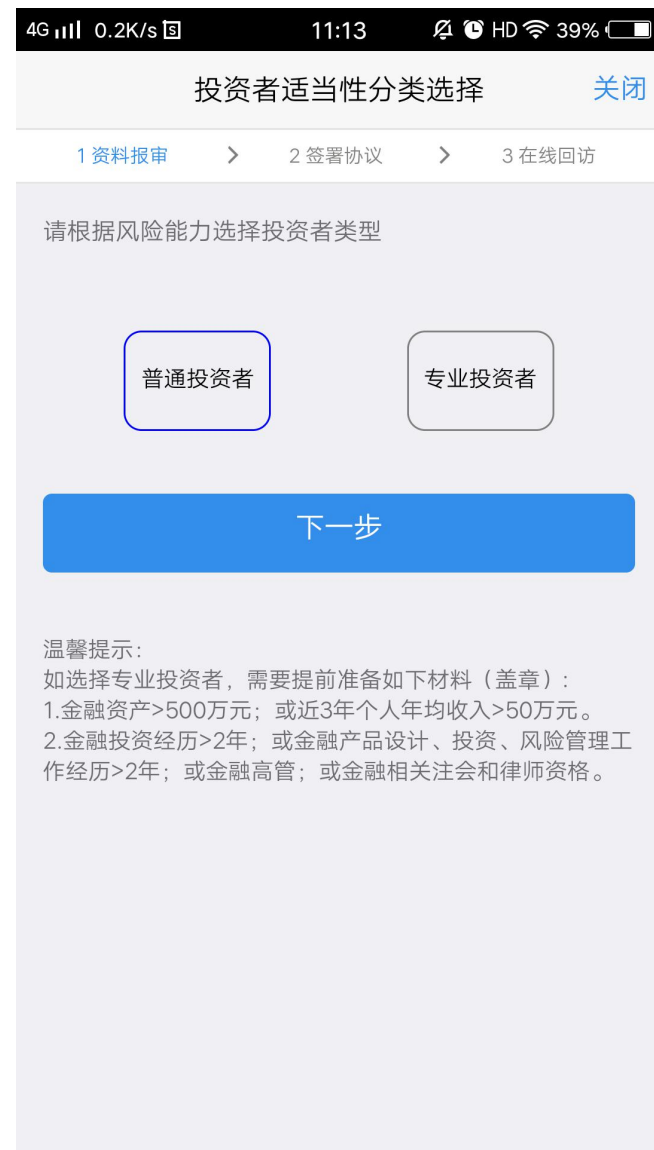 4G 0.2K/s S 11:13 HD 39%
投资者适当性分类选择 关闭
1 资料报审 > 2 签署协议 > 3 在线回访
请根据风险能力选择投资者类型
普通投资者 专业投资者
下一步
温馨提示:
如选择专业投资者，需要提前准备如下材料（盖章）:
1.金融资产>500万元；或近3年个人年均收入>50万元。
2.金融投资经历>2年；或金融产品设计、投资、风险管理工
作经历>2年；或金融高管；或金融相关注会和律师资格。